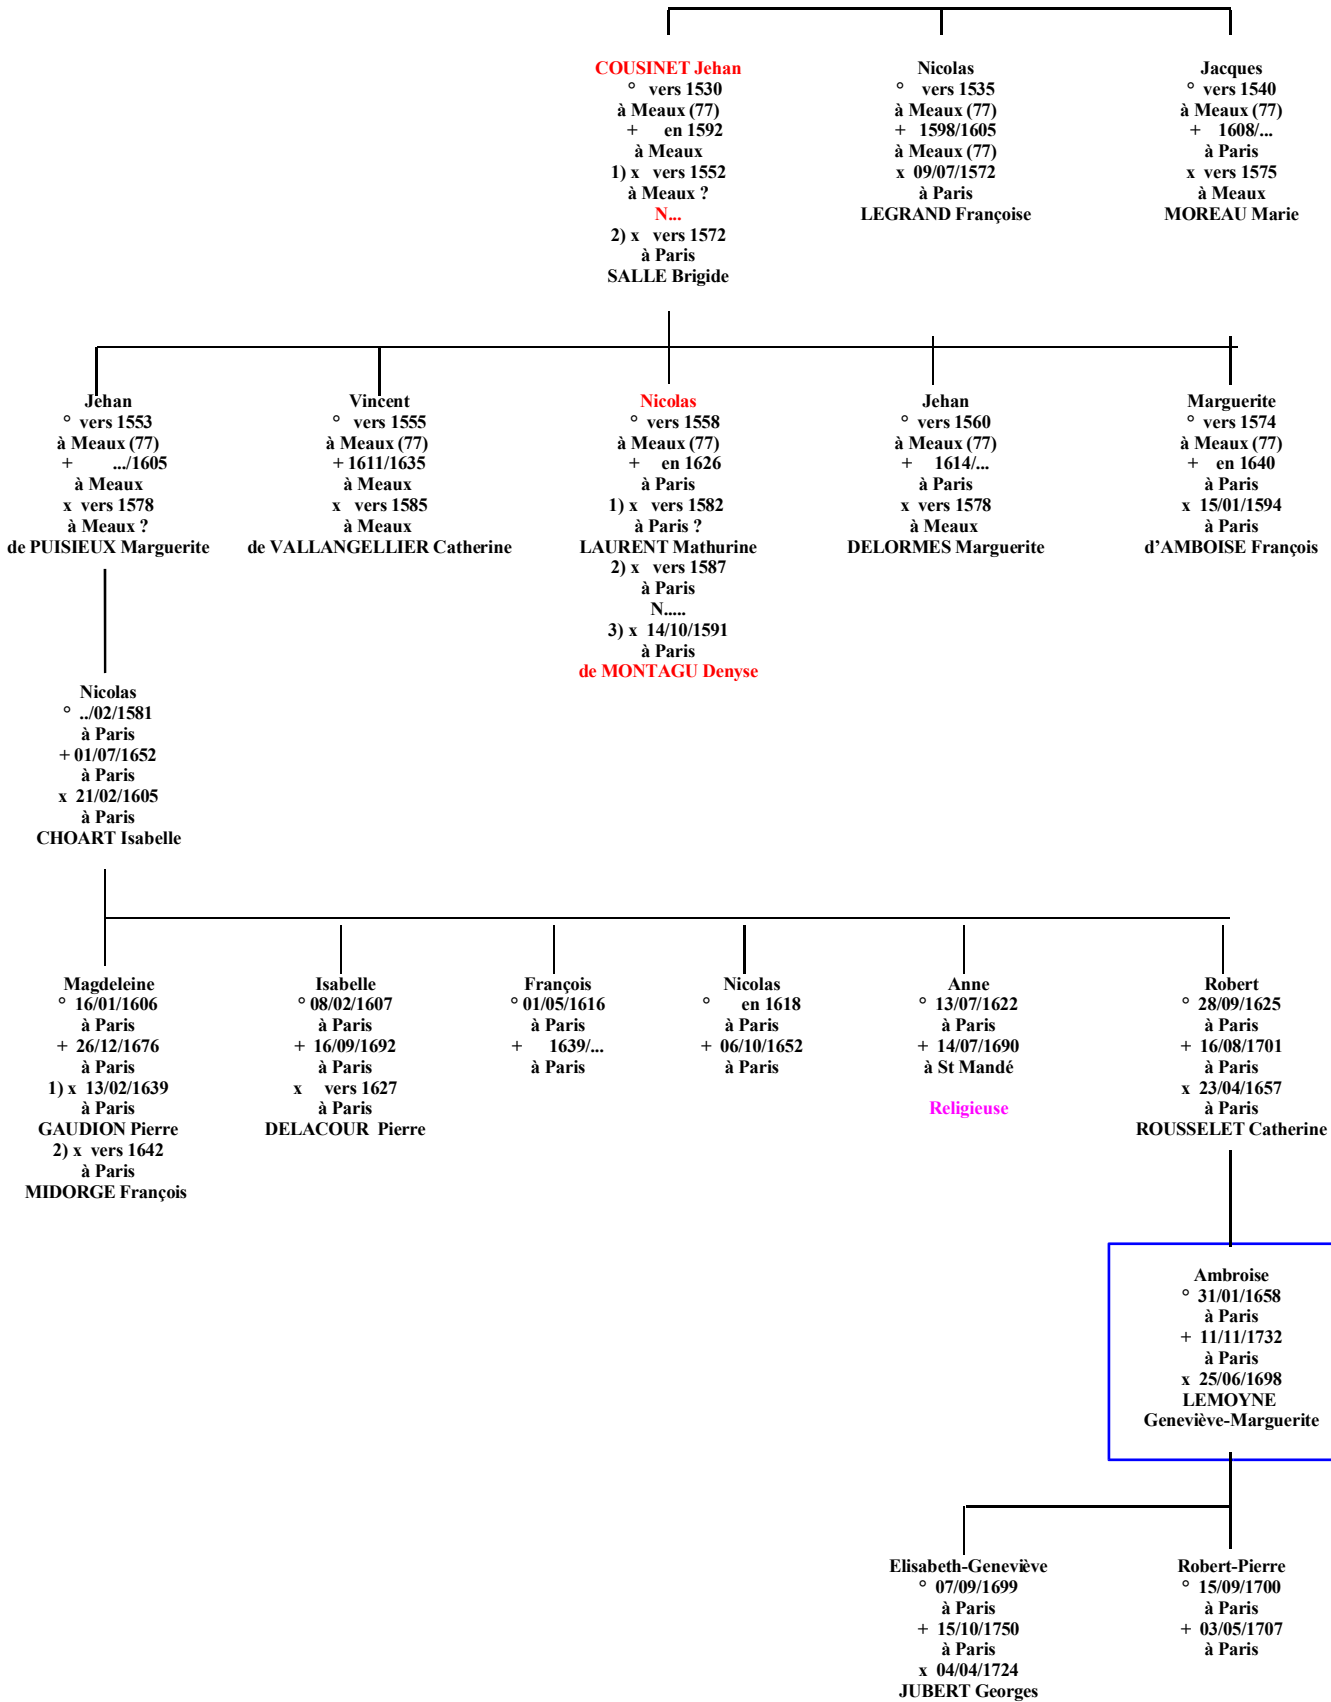 COUSINET Jehan
° vers 1530
à Meaux (77)
+ en 1592
à Meaux
1) x vers 1552
à Meaux ?
N...
2) x vers 1572
à Paris
SALLE Brigide
Nicolas
° vers 1535
à Meaux (77)
+ 1598/1605
à Meaux (77)
x 09/07/1572
à Paris
LEGRAND Françoise
Jacques
° vers 1540
à Meaux (77)
+ 1608/...
à Paris
x vers 1575
à Meaux
MOREAU Marie
Jehan
° vers 1553
à Meaux (77)
+ .../1605
à Meaux
x vers 1578
à Meaux ?
de PUISIEUX Marguerite
Vincent
° vers 1555
à Meaux (77)
+ 1611/1635
à Meaux
x vers 1585
à Meaux
de VALLANGELLIER Catherine
Nicolas
° vers 1558
à Meaux (77)
+ en 1626
à Paris
1) x vers 1582
à Paris ?
LAURENT Mathurine
2) x vers 1587
à Paris
N.....
3) x 14/10/1591
à Paris
de MONTAGU Denyse
Jehan
° vers 1560
à Meaux (77)
+ 1614/...
à Paris
x vers 1578
à Meaux
DELORMES Marguerite
Marguerite
° vers 1574
à Meaux (77)
+ en 1640
à Paris
x 15/01/1594
à Paris
d'AMBOISE François
Nicolas
° ../02/1581
à Paris
+ 01/07/1652
à Paris
x 21/02/1605
à Paris
CHOART Isabelle
Magdeleine
° 16/01/1606
à Paris
+ 26/12/1676
à Paris
1) x 13/02/1639
à Paris
GAUDION Pierre
2) x vers 1642
à Paris
MIDORGE François
Isabelle
° 08/02/1607
à Paris
+ 16/09/1692
à Paris
x vers 1627
à Paris
DELACOUR Pierre
François
° 01/05/1616
à Paris
+ 1639/...
à Paris
Nicolas
° en 1618
à Paris
+ 06/10/1652
à Paris
Anne
° 13/07/1622
à Paris
+ 14/07/1690
à St Mandé
Religieuse
Robert
° 28/09/1625
à Paris
+ 16/08/1701
à Paris
x 23/04/1657
à Paris
ROUSSELET Catherine
Ambroise
° 31/01/1658
à Paris
+ 11/11/1732
à Paris
x 25/06/1698
LEMOYNE
Geneviève-Marguerite
Elisabeth-Geneviève
° 07/09/1699
à Paris
+ 15/10/1750
à Paris
x 04/04/1724
JUBERT Georges
Robert-Pierre
° 15/09/1700
à Paris
+ 03/05/1707
à Paris